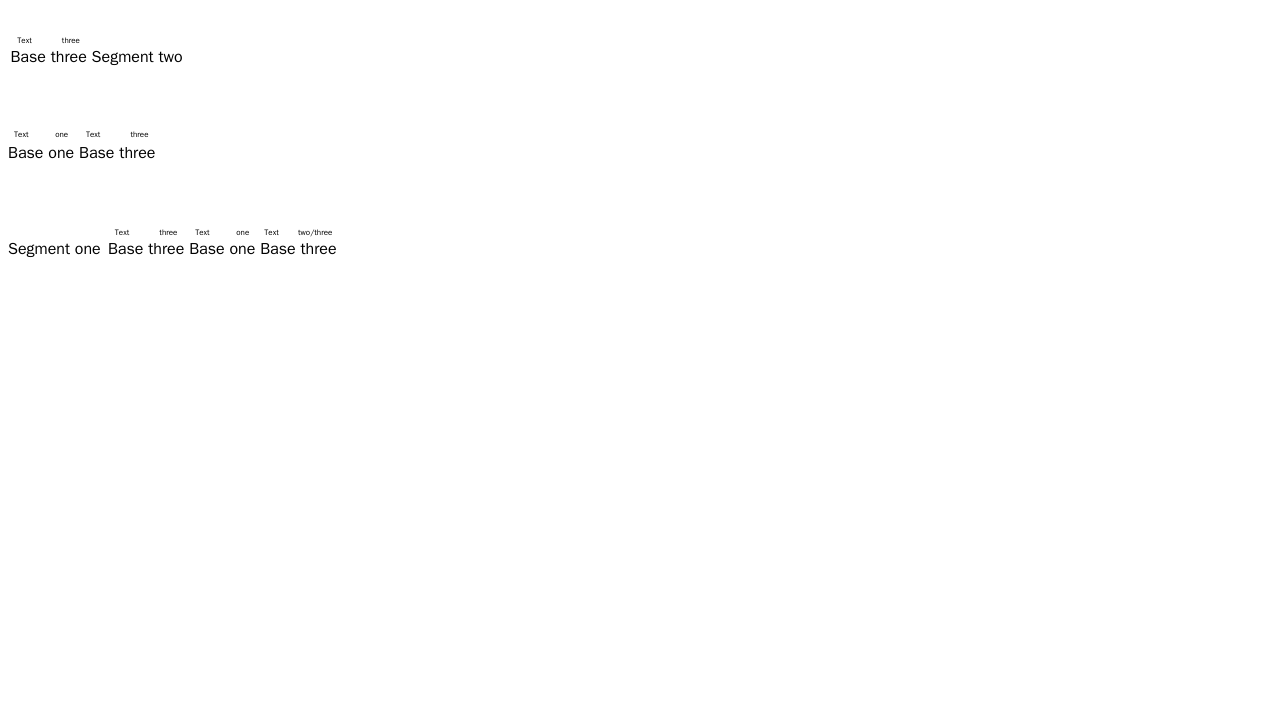 Text three
Base three Segment two
Text one Text three
Base one Base three
Text three Text one Text two/three
Segment one Base three Base one Base three